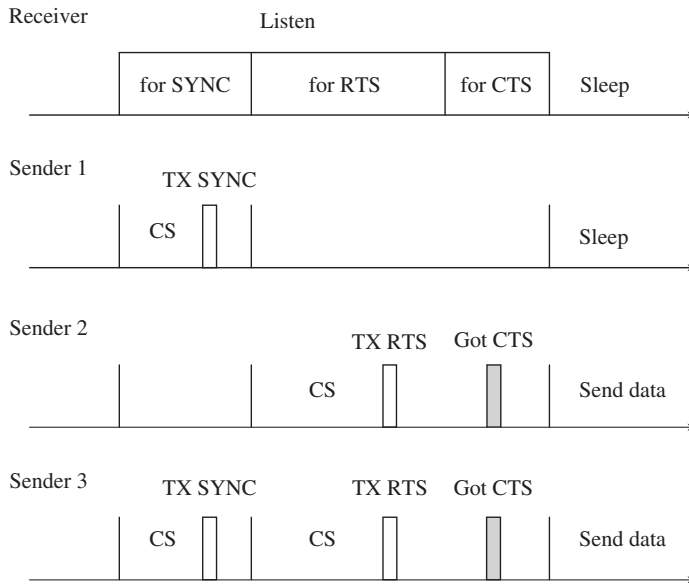 Receiver
Listen
for SYNC
for RTS
for CTS
Sleep
Sender 1
TX SYNC
CS
Sleep
Sender 2
TX RTS
Got CTS
CS
Send data
Sender 3
TX SYNC
TX RTS
Got CTS
CS
CS
Send data